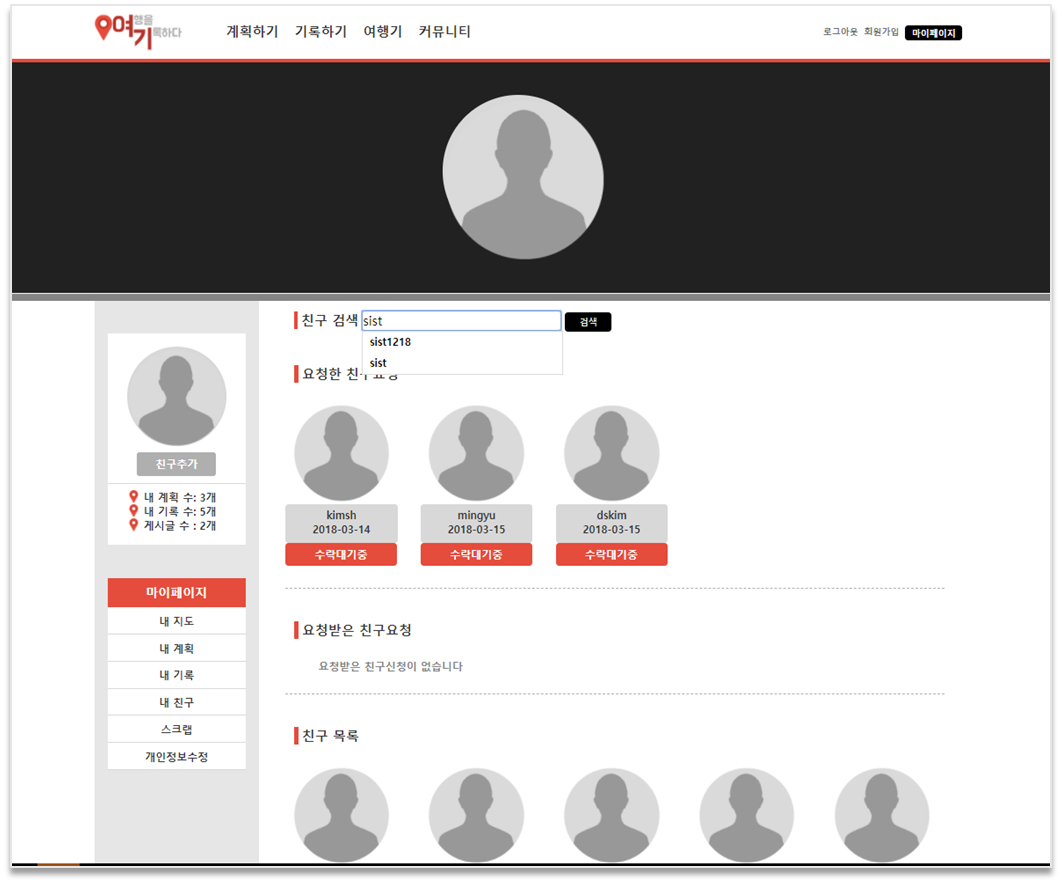 여행을
기록하다
계획하기 기록하기 여행기 커뮤니티
로그아웃 회원가입 마이페이지
친구 검색 sist 검색
sist1218
sist
요청한 친구요청
kimsh
2018-03-14
수락대기중
mingyu
2018-03-15
수락대기중
dskim
2018-03-15
수락대기중
친구추가
내 계획 수: 3개
내 기록 수: 5개
게시글 수 : 2개
마이페이지
내 지도
내 계획
내 기록
내 친구
스크랩
개인정보수정
요청받은 친구요청
요청받은 친구신청이 없습니다
친구 목록